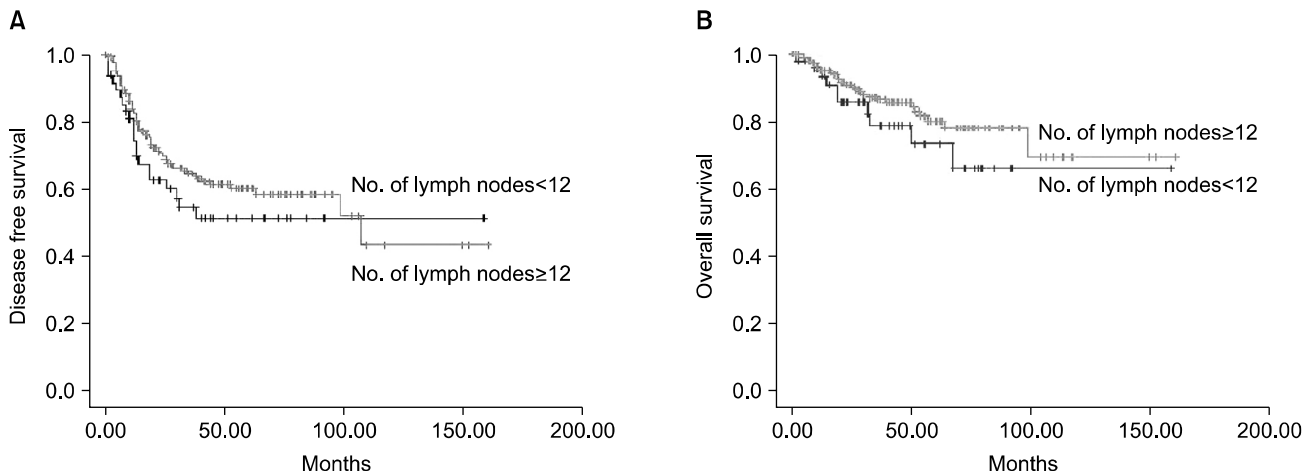 A
Disease free survival
1.0
0.8
0.6
0.4
0.2
0.0
No. of lymph nodes<12
No. of lymph nodes≥12
0.00 50.00 100.00 150.00 200.00
Months
B
Overall survival
1.0
0.8
0.6
0.4
0.2
0.0
No. of lymph nodes≥12
No. of lymph nodes<12
0.00 50.00 100.00 150.00 200.00
Months